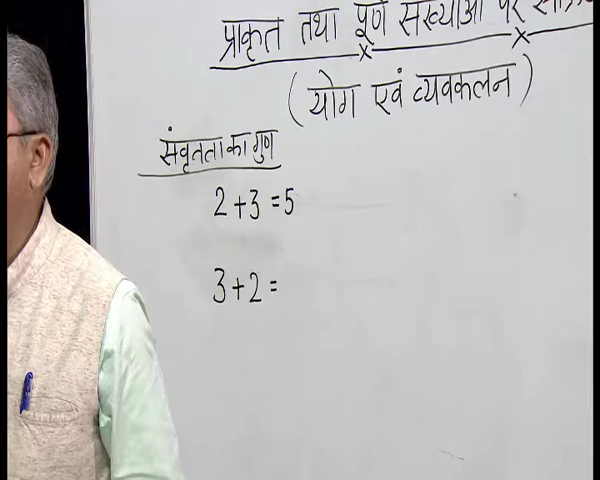 प्राकृत तथा पूर्ण संख्याओं पर
(योग एवं व्यवकलन)
संवृतता का गुण
2+3=5
3+2=